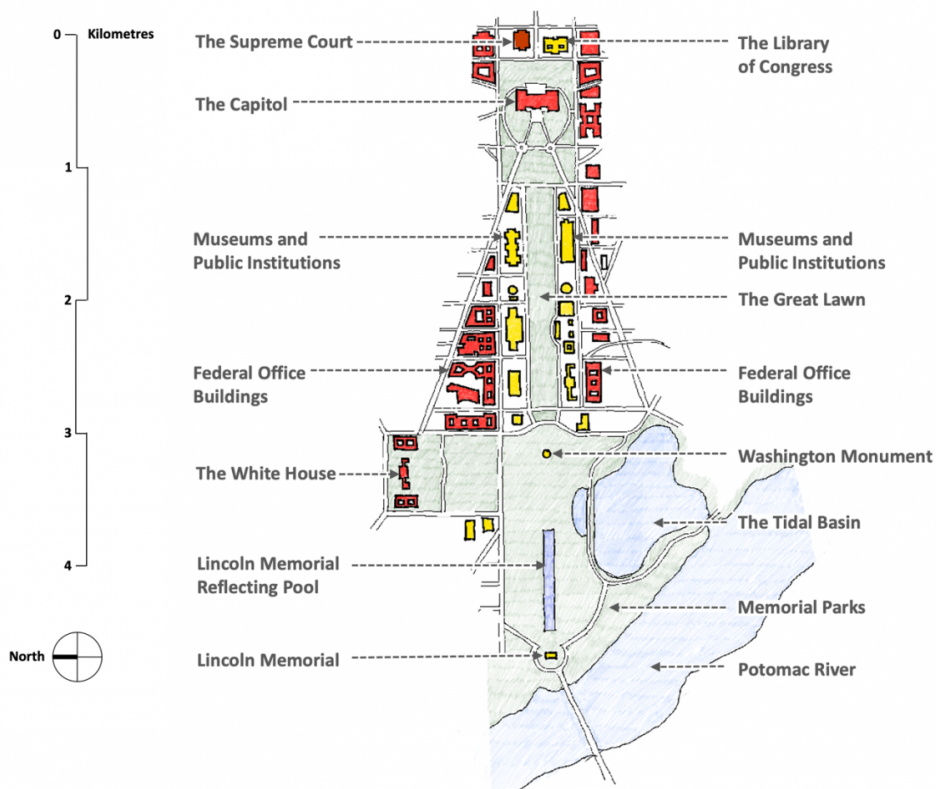 0
Kilometres
1
2
3
4
North
The Supreme Court
The Capitol
Museums and
Public Institutions
Federal Office
Buildings
The White House
Lincoln Memorial
Reflecting Pool
Lincoln Memorial
The Library
of Congress
Museums and
Public Institutions
The Great Lawn
Federal Office
Buildings
Washington Monument
The Tidal Basin
Memorial Parks
Potomac River